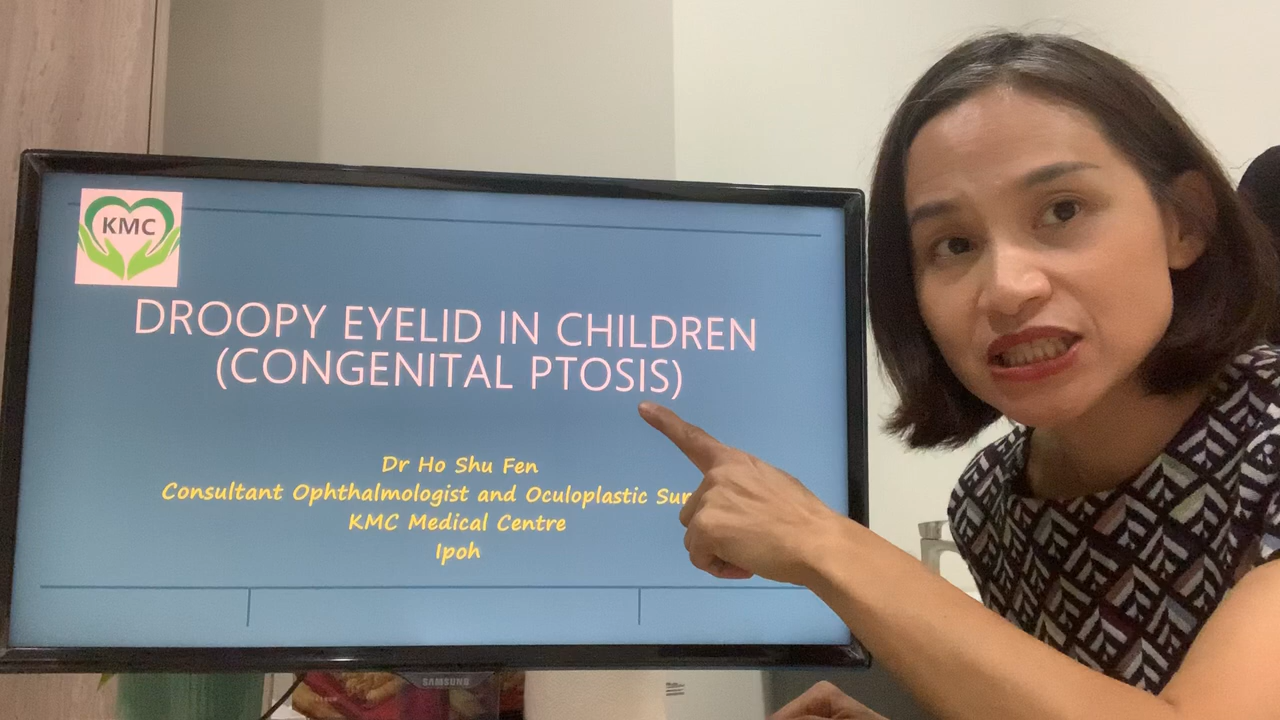 KMC
DROOPY EYELID IN CHILDREN
(CONGENITAL PTOSIS)
Dr Ho Shu Fen
Consultant Ophthalmologist and Oculoplastic
KMC Medical Centre
Ipoh
SAMSUNG